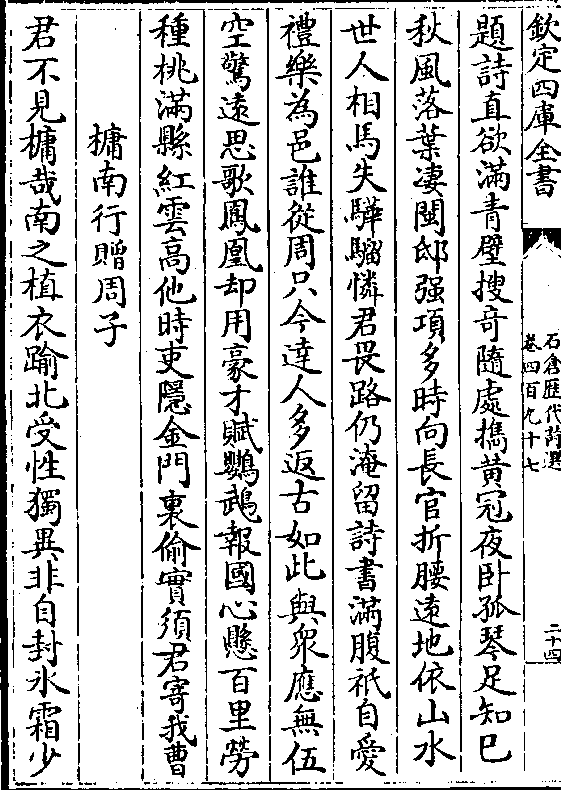 欽定四庫全書
石倉歷代詩選
卷四百九十七
二十四
題詩直欲滿青壁搜奇隨處攜黃冠夜卧孤琴足知已
秋風落葉凄閩邸强項多時向長官折腰遠地依山水
世人相馬失驊騮憐君畏路仍淹留詩書滿腹祇自愛
禮樂為邑誰從周只今達人多返古如此與衆應無伍
空驚遠思歌鳳凰却用豪才賦鸚鵡報國心懸百里勞
種桃滿縣紅雲高他時吏隱金門裏偷實須君寄我曹
楠南行贈周子
君不見楠哉南之植衣踰北受性獨異非自封氷霜少